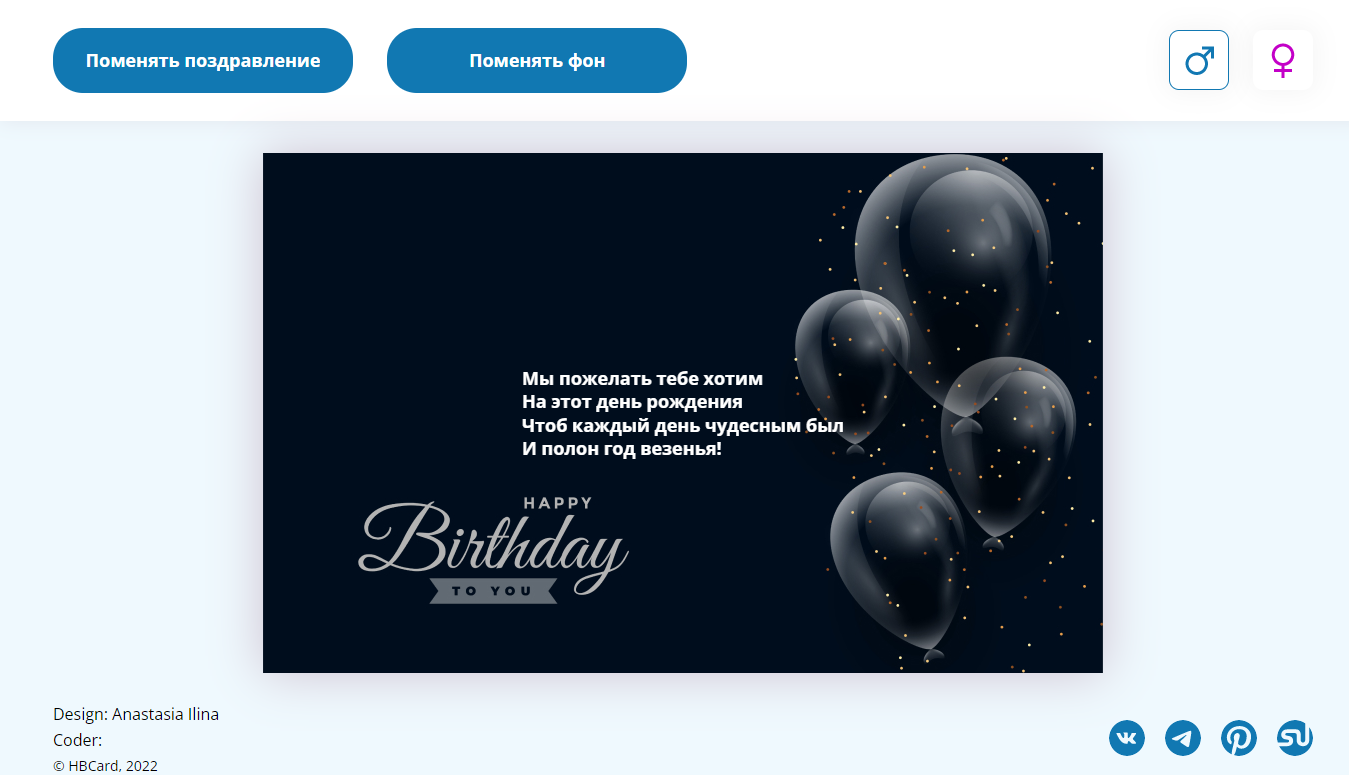 Поменять поздравление
Поменять фон
Мы пожелать тебе хотим
На этот день рождения
Чтоб каждый день чудесным был
И полон год везенья!
HAPPY
Birthday
TO YOU
Design: Anastasia Ilina
Coder:
© HBCard, 2022